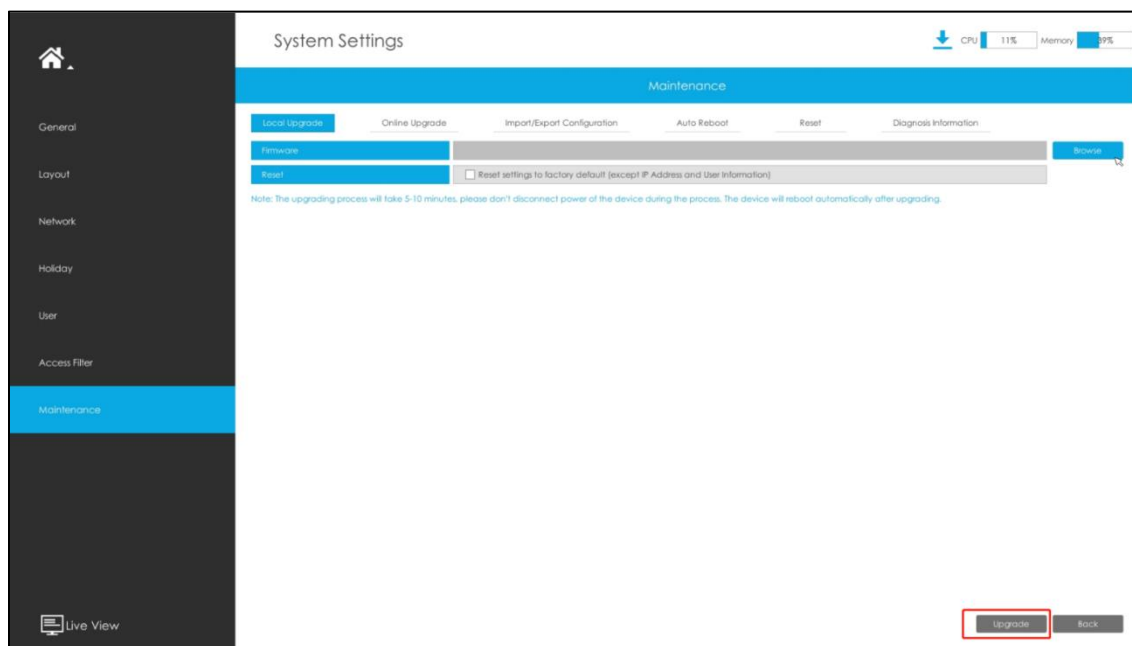 System Settings
CPU 11% Memory 39%
Maintenance
General
Layout
Network
Holiday
User
Access Filter
Maintenance
Local Upgrade Online Upgrade Import/Export Configuration Auto Reboot Reset Diagnosis Information
Firmware Browse
Reset Reset settings to factory default (except IP Address and User Information)
Note: The upgrading process will take 5-10 minutes, please don't disconnect power of the device during the process. The device will reboot automatically after upgrading.
Live View
Upgrade Back